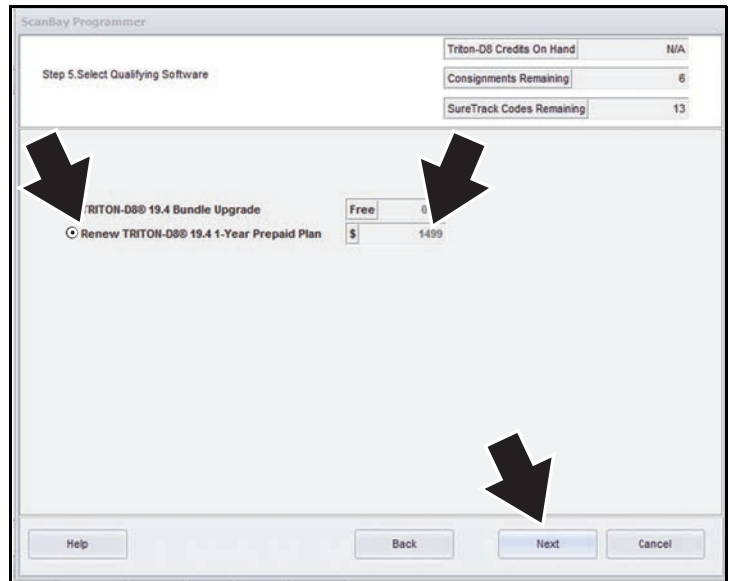 ScanBay Programmer
Triton-D8 Credits On Hand N/A
Step 5.Select Qualifying Software
Consignments Remaining 6
SureTrack Codes Remaining 13
RITON-D8® 19.4 Bundle Upgrade Free 0
Renew TRITON-D8® 19.4 1-Year Prepaid Plan $ 1499
Help Back Next Cancel